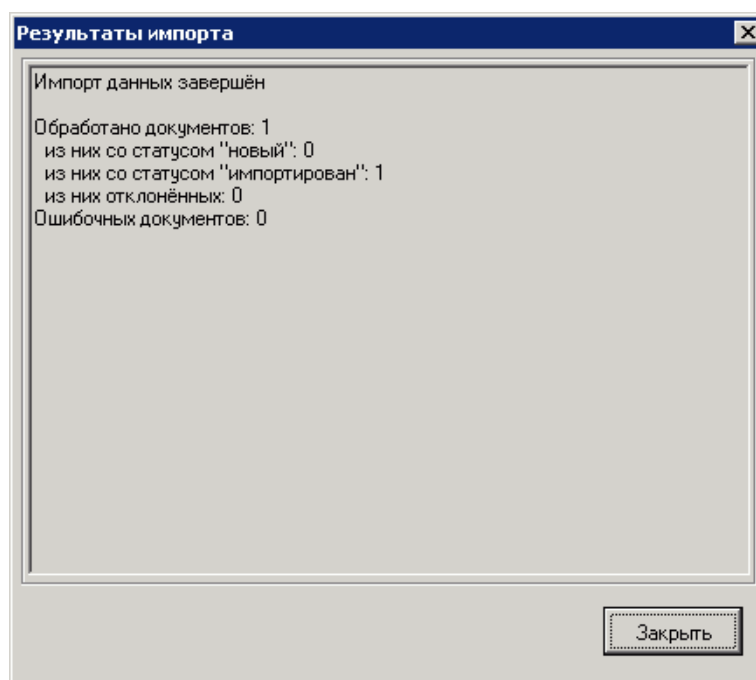 Результаты импорта
Импорт данных завершён
Обработано документов: 1
из них со статусом "новый": 0
из них со статусом "импортирован": 1
из них отклонённых: 0
Ошибочных документов: 0
Закрыть